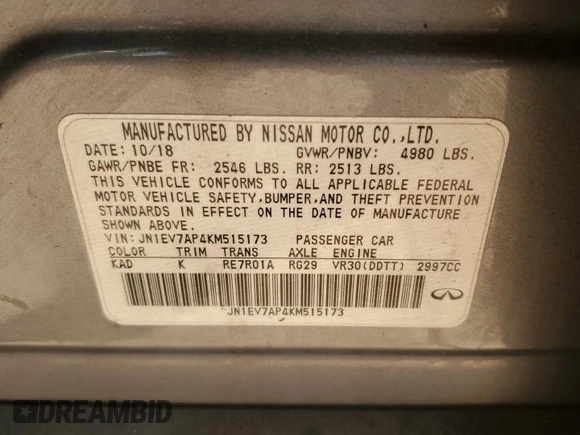 MANUFACTURED BY NISSAN MOTOR CO.,LTD.
DATE: 10/18 GVWR/PNBV: 4980 LBS.
GAWR/PNBE FR: 2546 LBS. RR: 2513 LBS.
THIS VEHICLE CONFORMS TO ALL APPLICABLE FEDERAL
MOTOR VEHICLE SAFETY,BUMPER,AND THEFT PREVENTION
STANDARDS IN EFFECT ON THE DATE OF MANUFACTURE
SHOWN ABOVE.
VIN: JN1EV7AP4KM515173 PASSENGER CAR
COLOR TRIM TRANS AXLE ENGINE
KAD K RE7R01A RG29 VR30(DDTT) 2997CC
JN1EV7AP4KM515173
DREAMBID